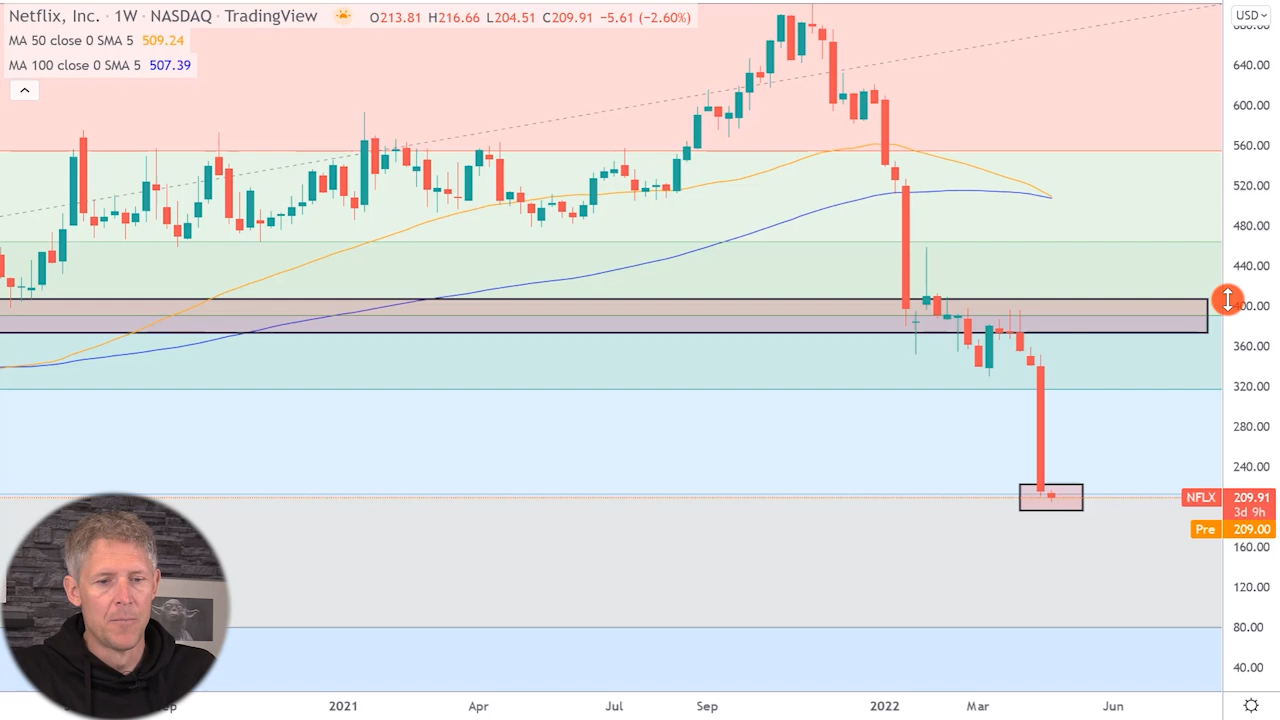 Netflix, Inc. · 1W · NASDAQ · TradingView O213.81 H216.66 L204.51 C209.91 −5.61 (−2.60%)
USD
MA 50 close 0 SMA 5 509.24
MA 100 close 0 SMA 5 507.39
640.00
600.00
560.00
520.00
480.00
440.00
400.00
360.00
320.00
280.00
240.00
NFLX 209.91
3d 9h
Pre 209.00
160.00
120.00
80.00
40.00
2021 Apr Jul Sep 2022 Mar Jun